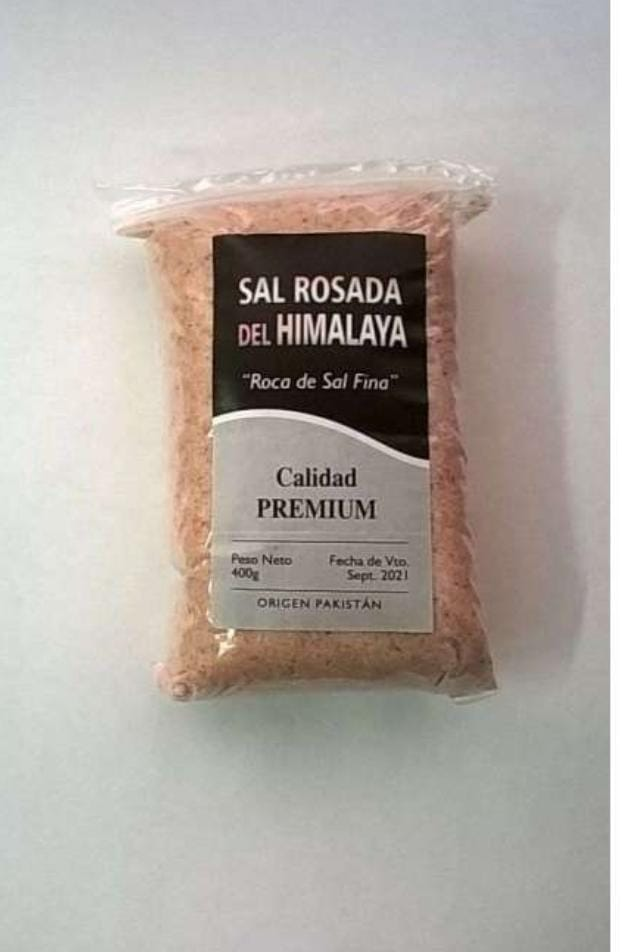 SAL ROSADA
DEL HIMALAYA
"Roca de Sal Fina"
Calidad
PREMIUM
Peso Neto
400g
Fecha de Vto.
Sept. 2021
ORIGEN PAKISTÁN